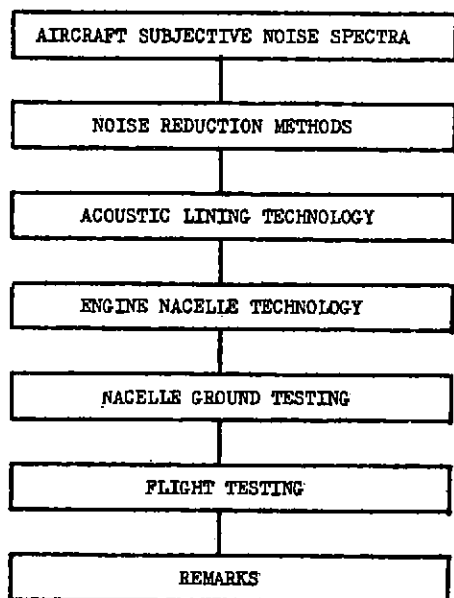 AIRCRAFT SUBJECTIVE NOISE SPECTRA
NOISE REDUCTION METHODS
ACOUSTIC LINING TECHNOLOGY
ENGINE NACELLE TECHNOLOGY
NACELLE GROUND TESTING
FLIGHT TESTING
REMARKS